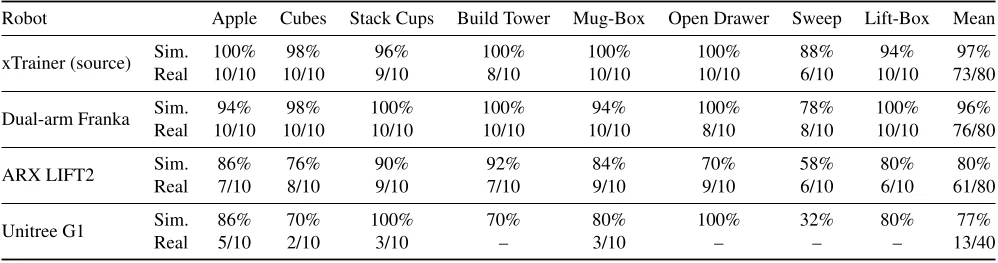 Robot Apple Cubes Stack Cups Build Tower Mug-Box Open Drawer Sweep Lift-Box Mean
xTrainer (source) Sim. 100% 98% 96% 100% 100% 100% 88% 94% 97%
Real 10/10 10/10 9/10 8/10 10/10 10/10 6/10 10/10 73/80
Dual-arm Franka Sim. 94% 98% 100% 100% 94% 100% 78% 100% 96%
Real 10/10 10/10 10/10 10/10 10/10 8/10 8/10 10/10 76/80
ARX LIFT2 Sim. 86% 76% 90% 92% 84% 70% 58% 80% 80%
Real 7/10 8/10 9/10 7/10 9/10 9/10 6/10 6/10 61/80
Unitree G1 Sim. 86% 70% 100% 70% 80% 100% 32% 80% 77%
Real 5/10 2/10 3/10 – 3/10 – – – 13/40